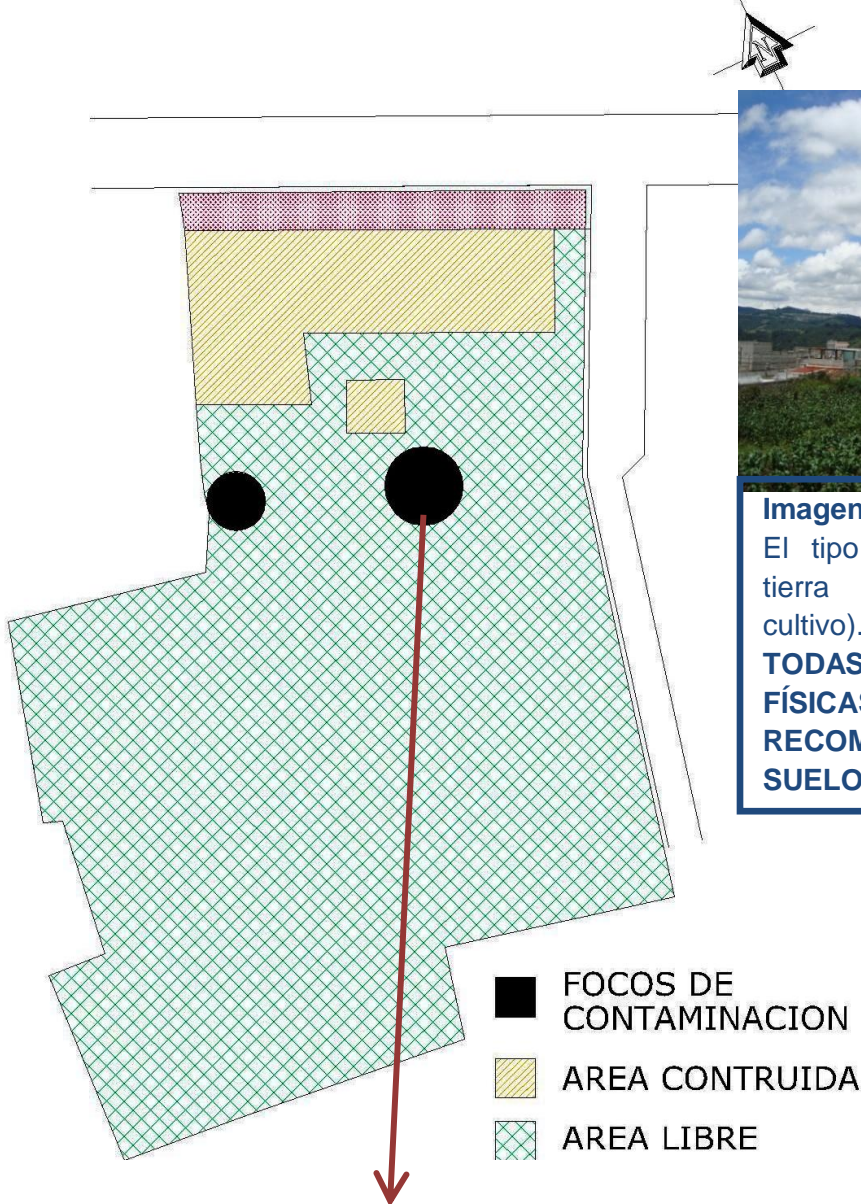 N
Imagen
El tipo
tierra
cultivo).
TODAS
FÍSICAS
RECOM
SUELO
FOCOS DE
CONTAMINACION
AREA CONTRUIDA
AREA LIBRE